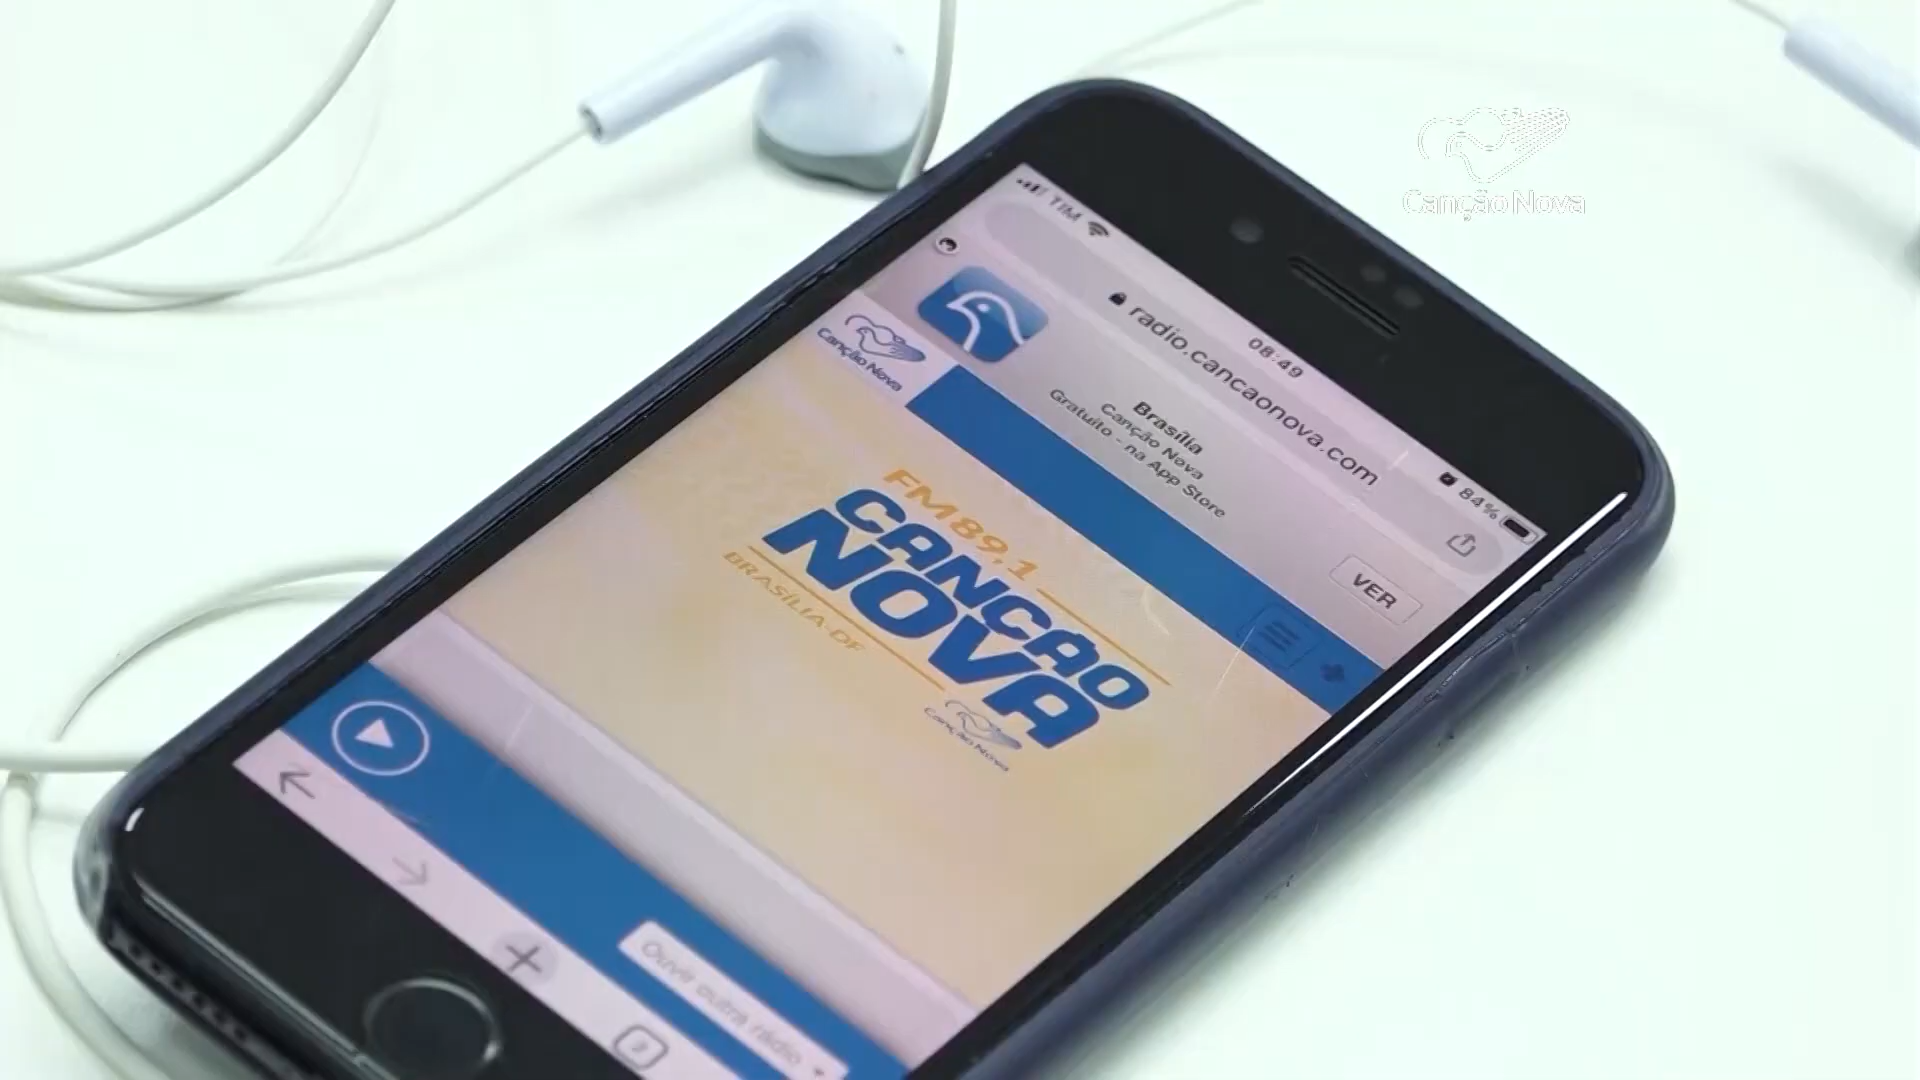 Canção Nova
TIM
08:49
84%
radio.cancaonova.com
Brasília
Canção Nova
Gratuito - na App Store
VER
Canção Nova
FM 89,1
CANÇÃO
NOVA
BRASÍLIA-DF
Canção Nova
Ouvir outra rádio
2